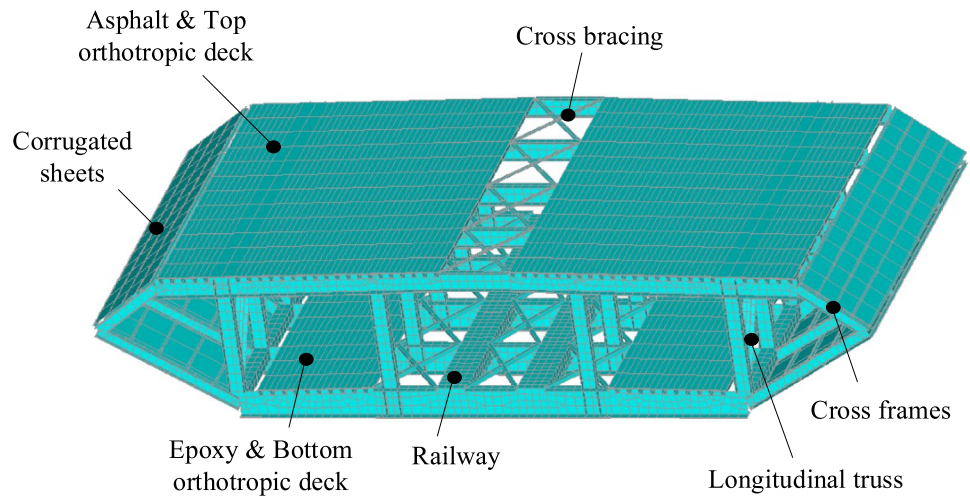 Asphalt & Top
orthotropic deck
Cross bracing
Corrugated
sheets
Cross frames
Epoxy & Bottom
orthotropic deck
Railway
Longitudinal truss